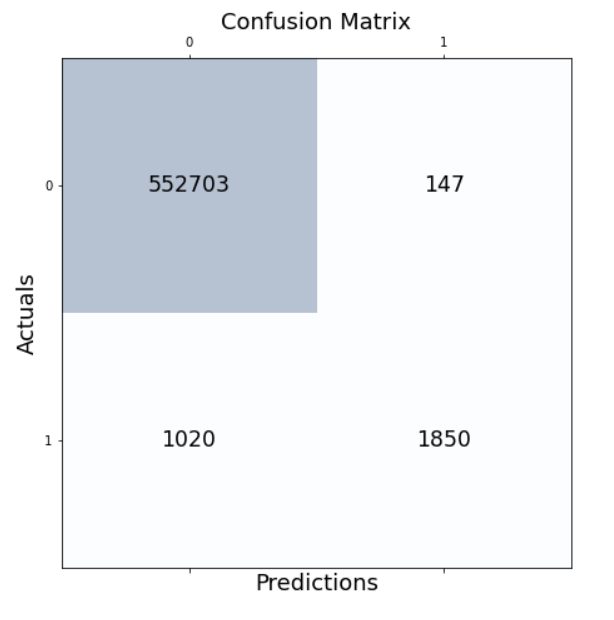 Confusion Matrix
0 1
0 552703 147
Actuals
1 1020 1850
Predictions